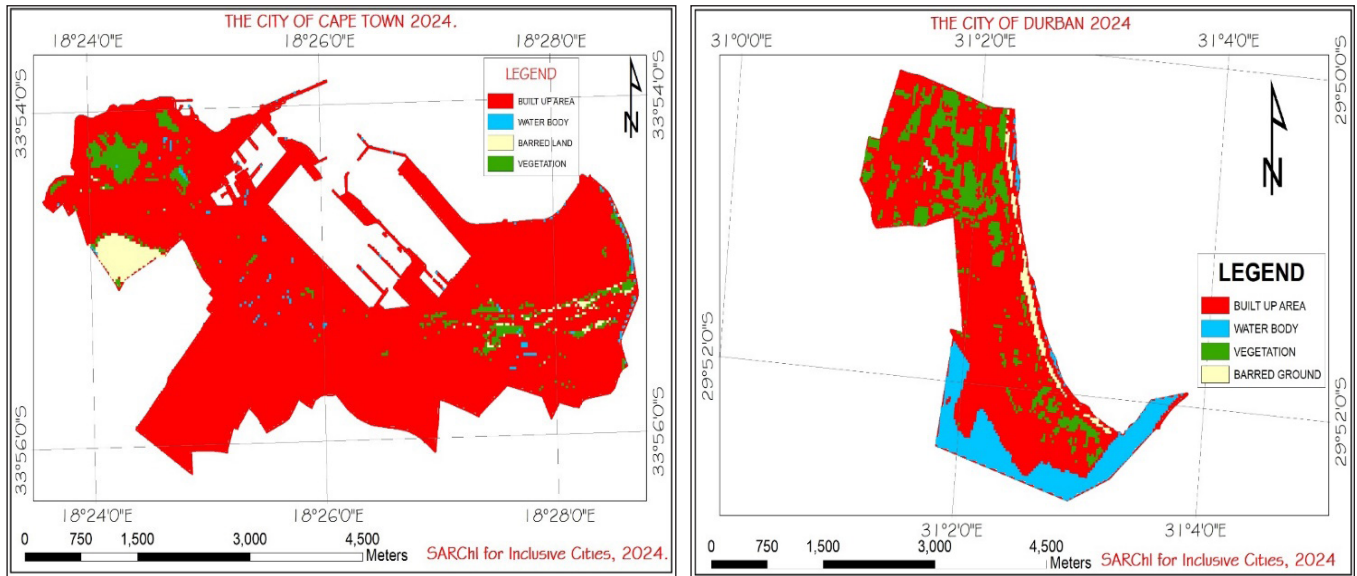 THE CITY OF CAPE TOWN 2024.
18°24'0"E 18°26'0"E 18°28'0"E
LEGEND
BUILT UP AREA
WATER BODY
BARRED LAND
VEGETATION
N
33°54'0"S
33°54'0"S
33°56'0"S
33°56'0"S
18°24'0"E 18°26'0"E 18°28'0"E
0 750 1,500 3,000 4,500
Meters
SARChI for Inclusive Cities, 2024.
THE CITY OF DURBAN 2024
31°0'0"E 31°2'0"E 31°4'0"E
29°50'0"S
N
LEGEND
BUILT UP AREA
WATER BODY
VEGETATION
BARRED GROUND
29°52'0"S
29°52'0"S
31°2'0"E 31°4'0"E
0 750 1,500 3,000 4,500
Meters
SARChI for Inclusive Cities, 2024